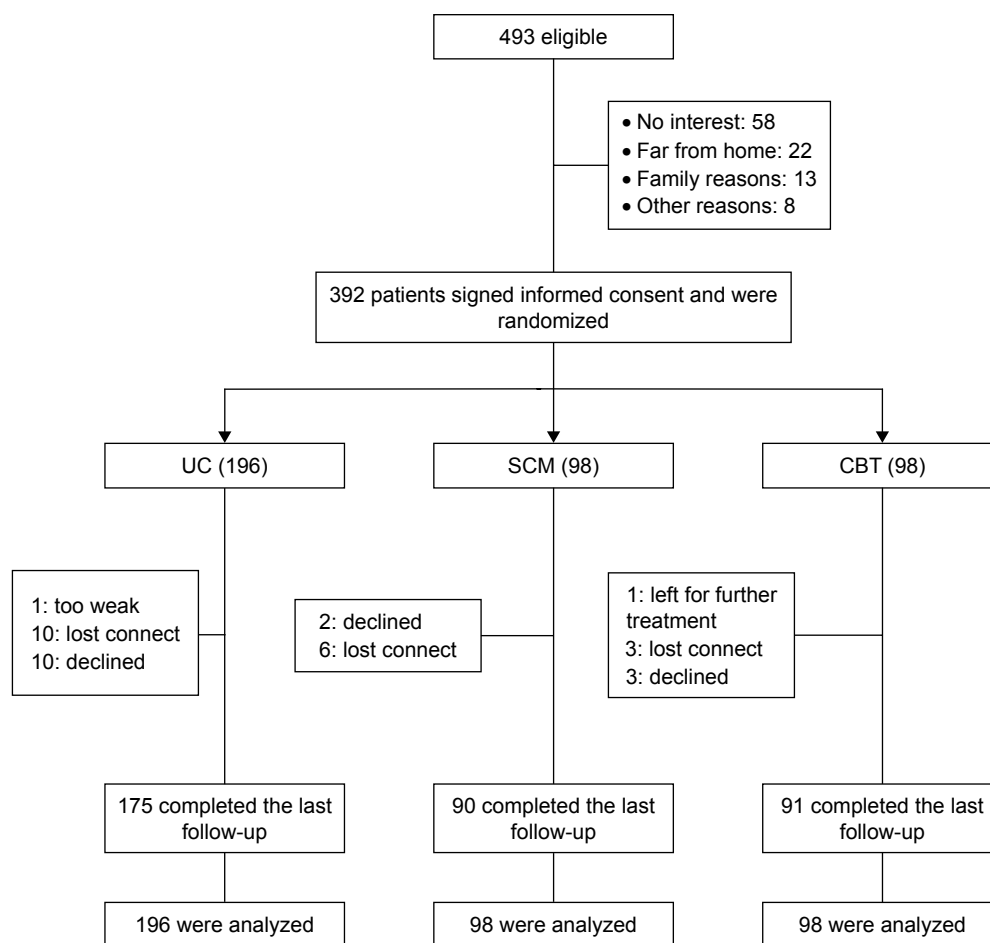 493 eligible
• No interest: 58
• Far from home: 22
• Family reasons: 13
• Other reasons: 8
392 patients signed informed consent and were
randomized
UC (196)
SCM (98)
CBT (98)
1: too weak
10: lost connect
10: declined
2: declined
6: lost connect
1: left for further
treatment
3: lost connect
3: declined
175 completed the last
follow-up
90 completed the last
follow-up
91 completed the last
follow-up
196 were analyzed
98 were analyzed
98 were analyzed